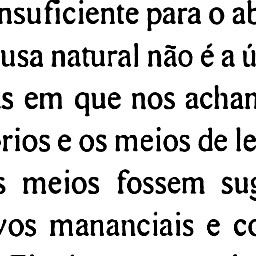 nsuficiente para o ab
usa natural não é a ú
s em que nos achan
rios e os meios de le
s meios fossem sug
vos mananciais e co